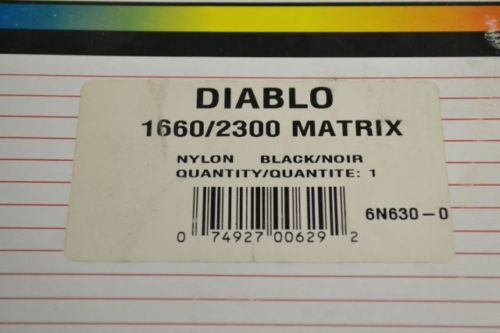 DIABLO
1660/2300 MATRIX
NYLON BLACK/NOIR
QUANTITY/QUANTITE: 1
6N630-0
0 74927 00629 2